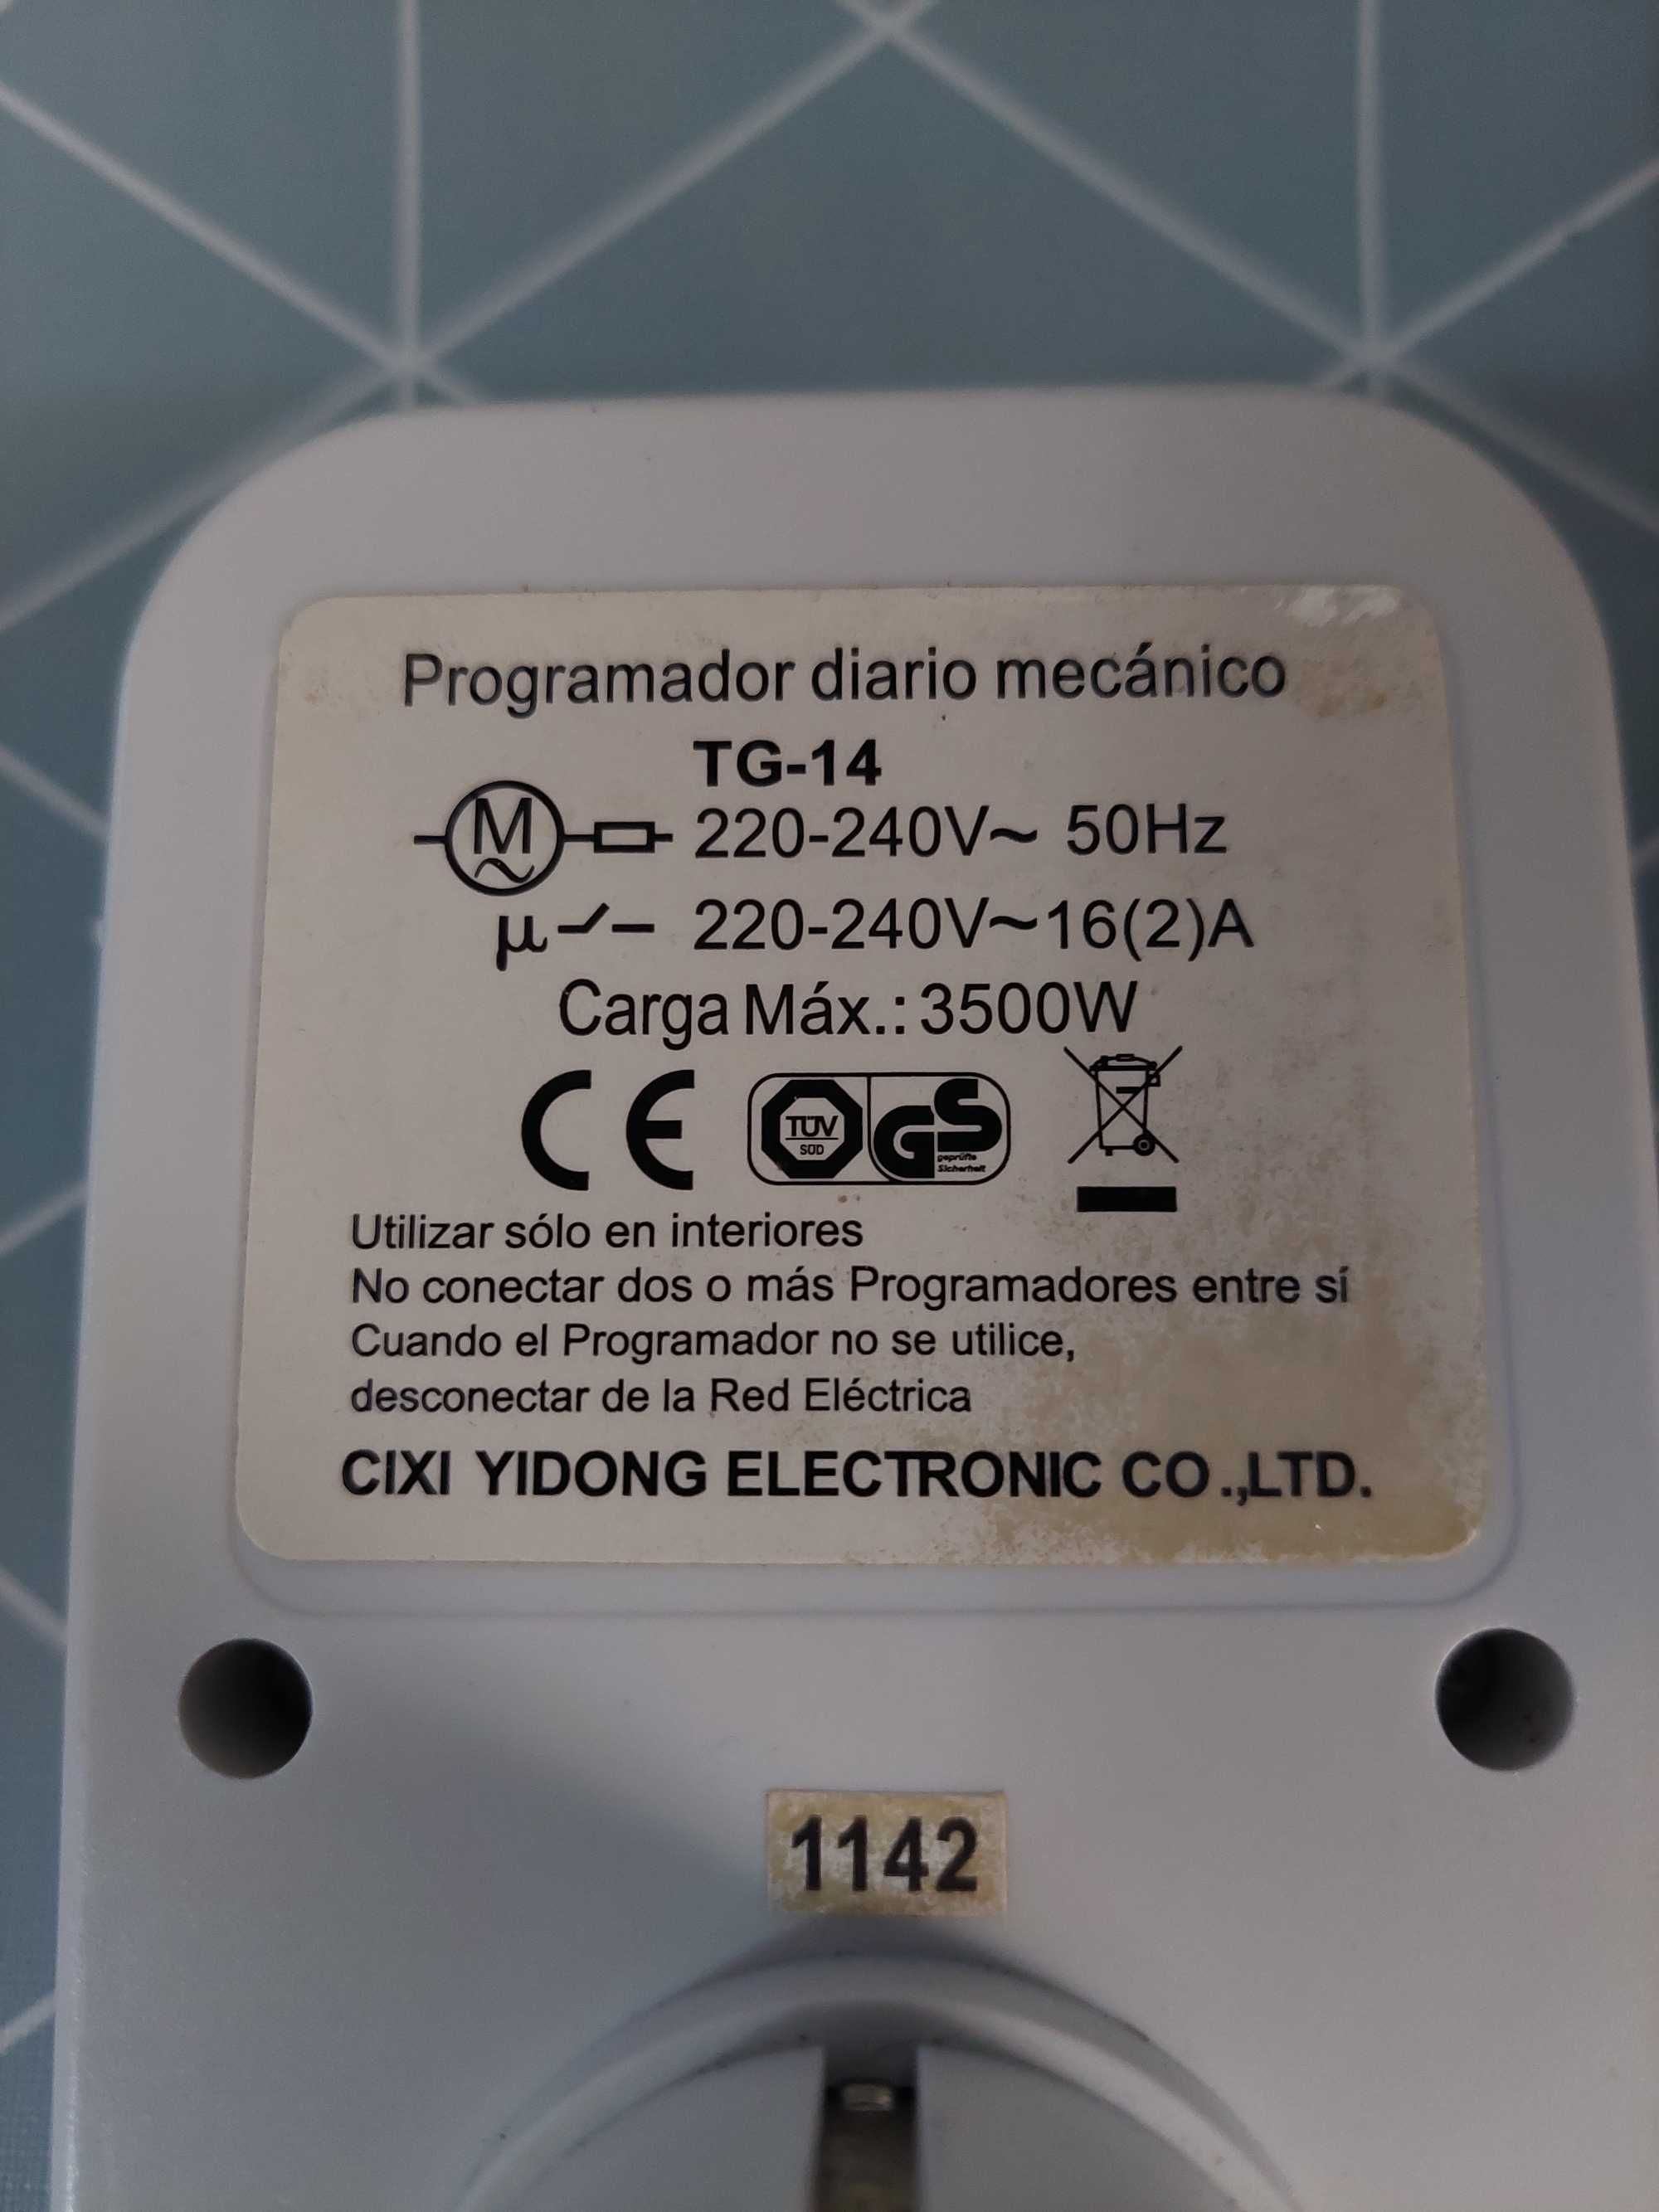 Programador diario mecánico
TG-14
M 220-240V~ 50Hz
µ 220-240V~16(2)A
Carga Máx.: 3500W
CE TÜV SÜD GS geprüfte Sicherheit
Utilizar sólo en interiores
No conectar dos o más Programadores entre sí
Cuando el Programador no se utilice,
desconectar de la Red Eléctrica
CIXI YIDONG ELECTRONIC CO.,LTD.
1142